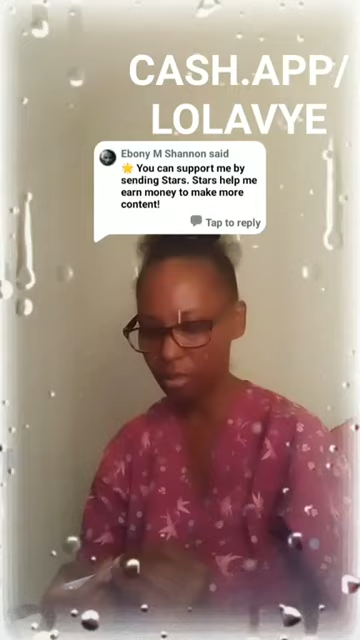 CASH.APP/
LOLAVYE
Ebony M Shannon said
⭐ You can support me by
sending Stars. Stars help me
earn money to make more
content!
Tap to reply